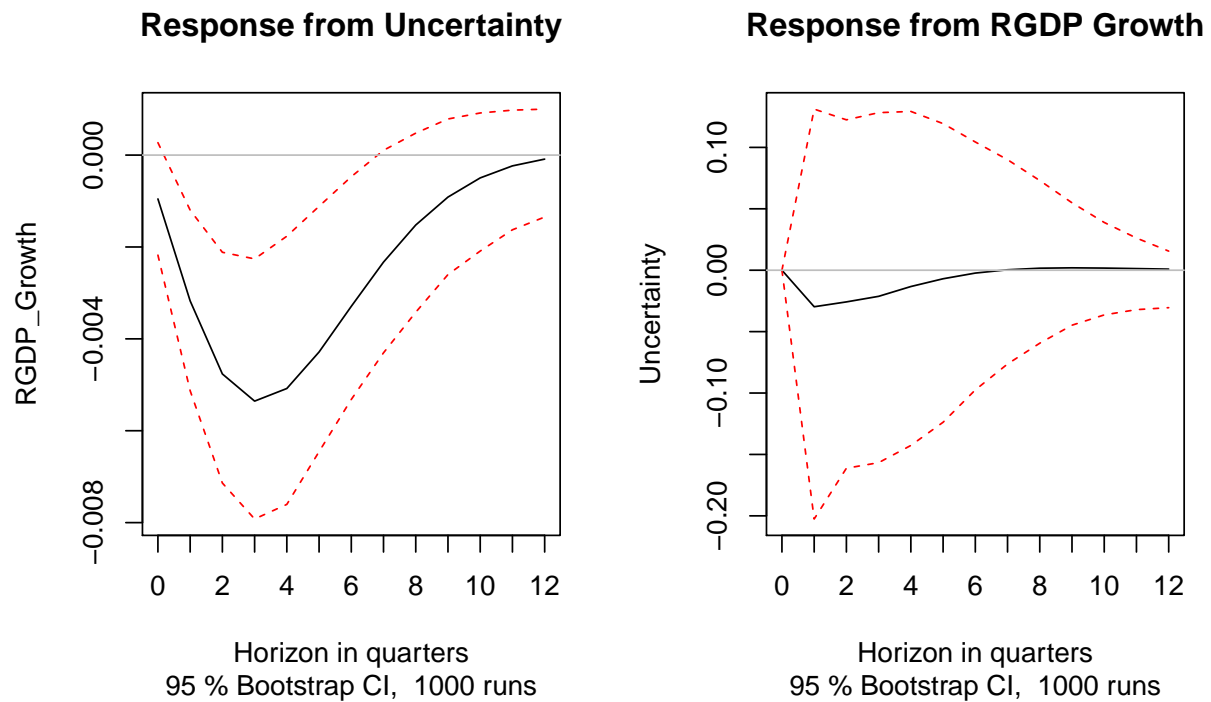 Response from Uncertainty
RGDP_Growth
0.000
−0.004
−0.008
0 2 4 6 8 10 12
Horizon in quarters
95 % Bootstrap CI,  1000 runs
Response from RGDP Growth
Uncertainty
0.10
0.00
−0.10
−0.20
0 2 4 6 8 10 12
Horizon in quarters
95 % Bootstrap CI,  1000 runs